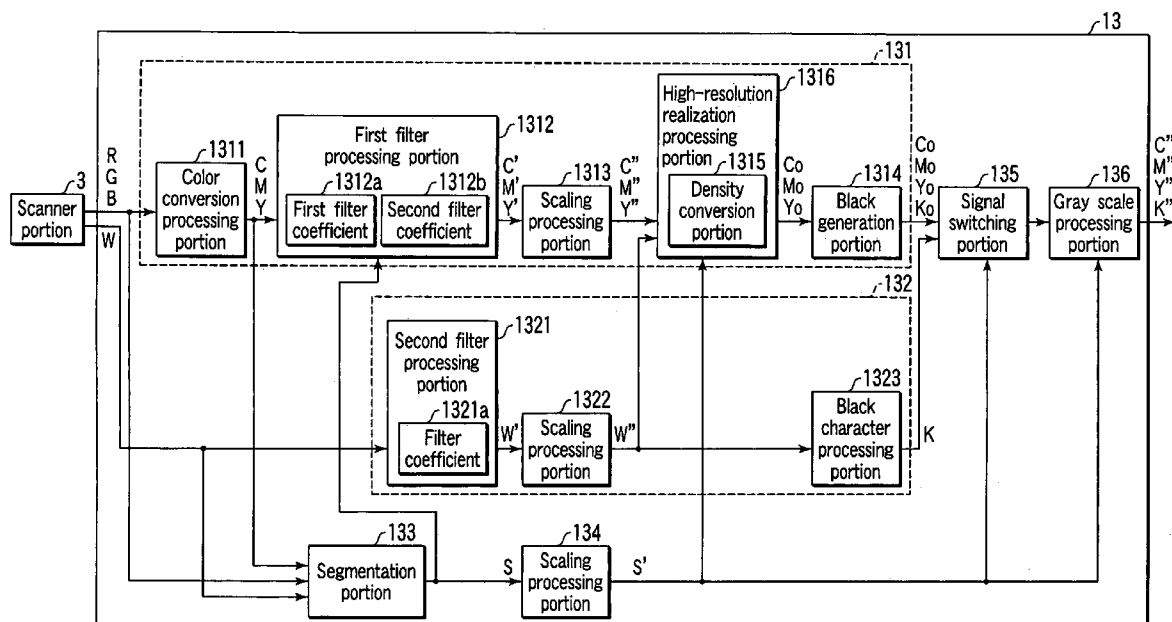 13
131
1316
High-resolution
realization
processing
portion
1315
Density
conversion
portion
1312
First filter
processing portion
1312a
First filter
coefficient
1312b
Second filter
coefficient
1311
Color
conversion
processing
portion
3
Scanner
portion
R
G
B
W
C
M
Y
C'
M'
Y'
1313
Scaling
processing
portion
C"
M"
Y"
Co
Mo
Yo
1314
Black
generation
portion
Co
Mo
Yo
Ko
135
Signal
switching
portion
136
Gray scale
processing
portion
C"
M"
Y"
K"
132
1321
Second filter
processing
portion
1321a
Filter
coefficient
W'
1322
Scaling
processing
portion
W"
1323
Black
character
processing
portion
K
133
Segmentation
portion
S
134
Scaling
processing
portion
S'